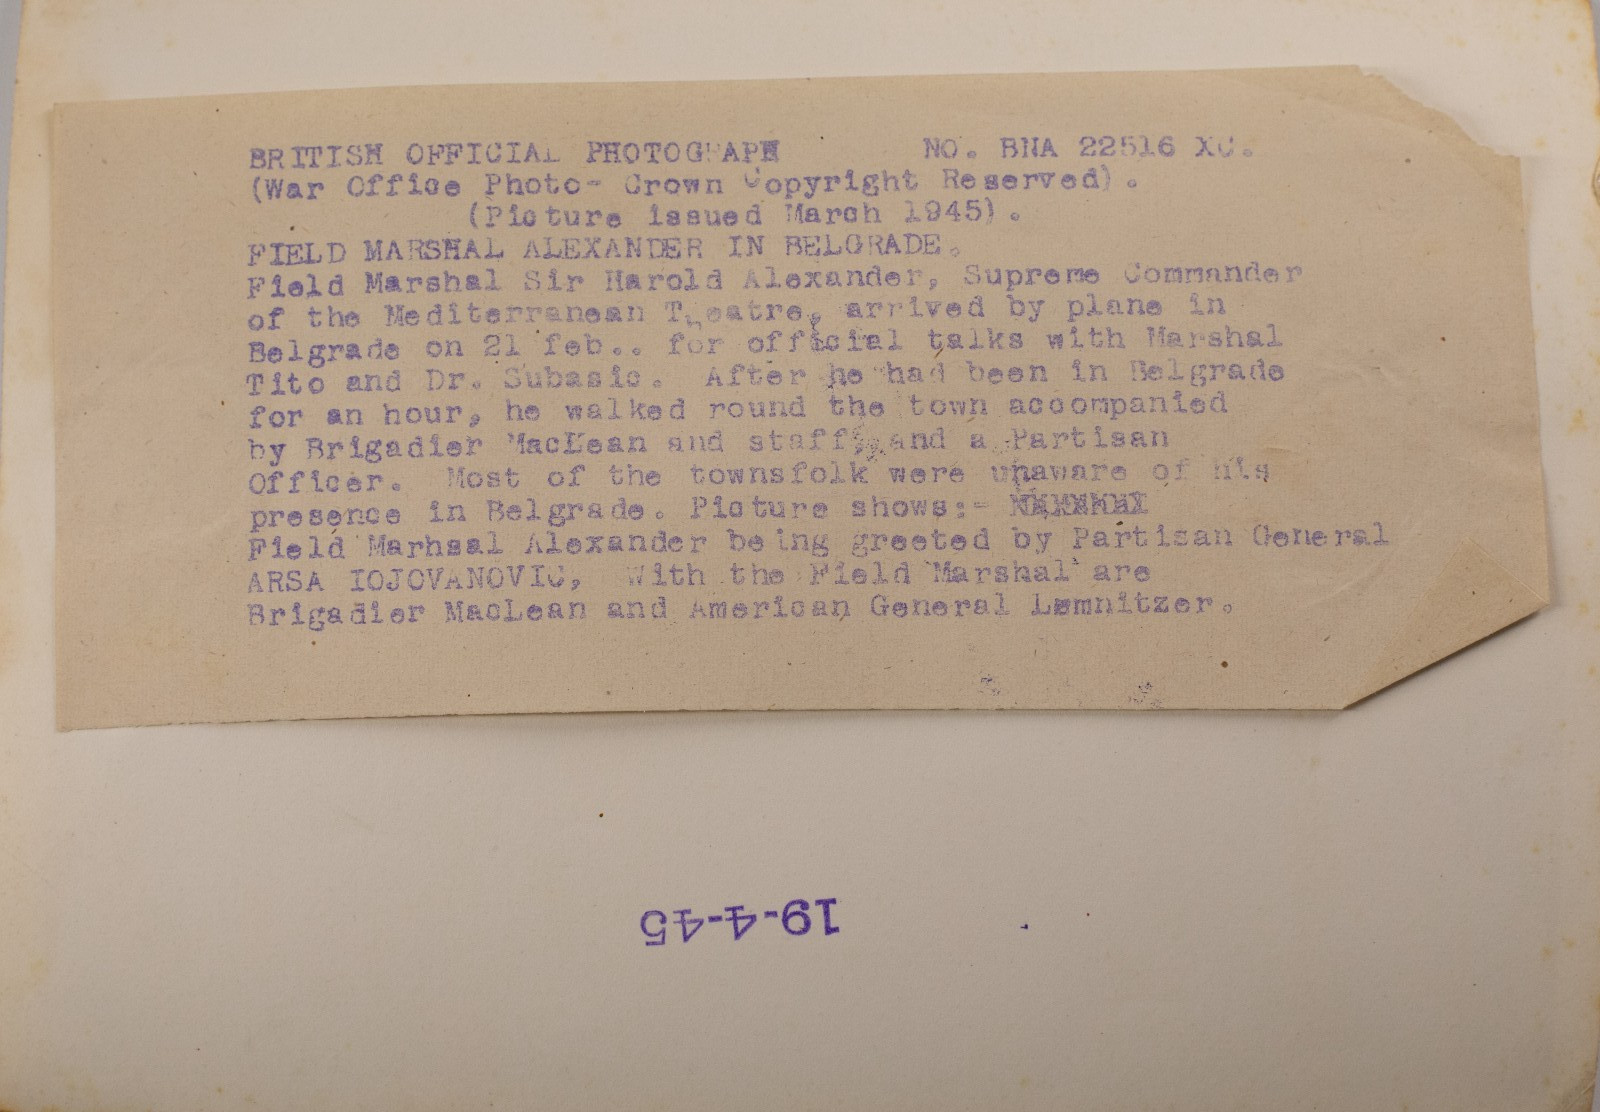 BRITISH OFFICIAL PHOTOGRAPH NO. BNA 22516 XC.
(War Office Photo- Crown Copyright Reserved).
(Picture issued March 1945).
FIELD MARSHAL ALEXANDER IN BELGRADE.
Field Marshal Sir Harold Alexander, Supreme Commander
of the Mediterranean Theatre, arrived by plane in
Belgrade on 21 feb.. for official talks with Marshal
Tito and Dr. Subasic. After he had been in Belgrade
for an hour, he walked round the town accompanied
by Brigadier MacLean and staff, and a Partisan
Officer. Most of the townsfolk were unaware of his
presence in Belgrade. Picture shows:-
Field Marhsal Alexander being greeted by Partisan General
ARSA IOJOVANOVIC, With the Field Marshal are
Brigadier MacLean and American General Lemnitzer.
19-4-45